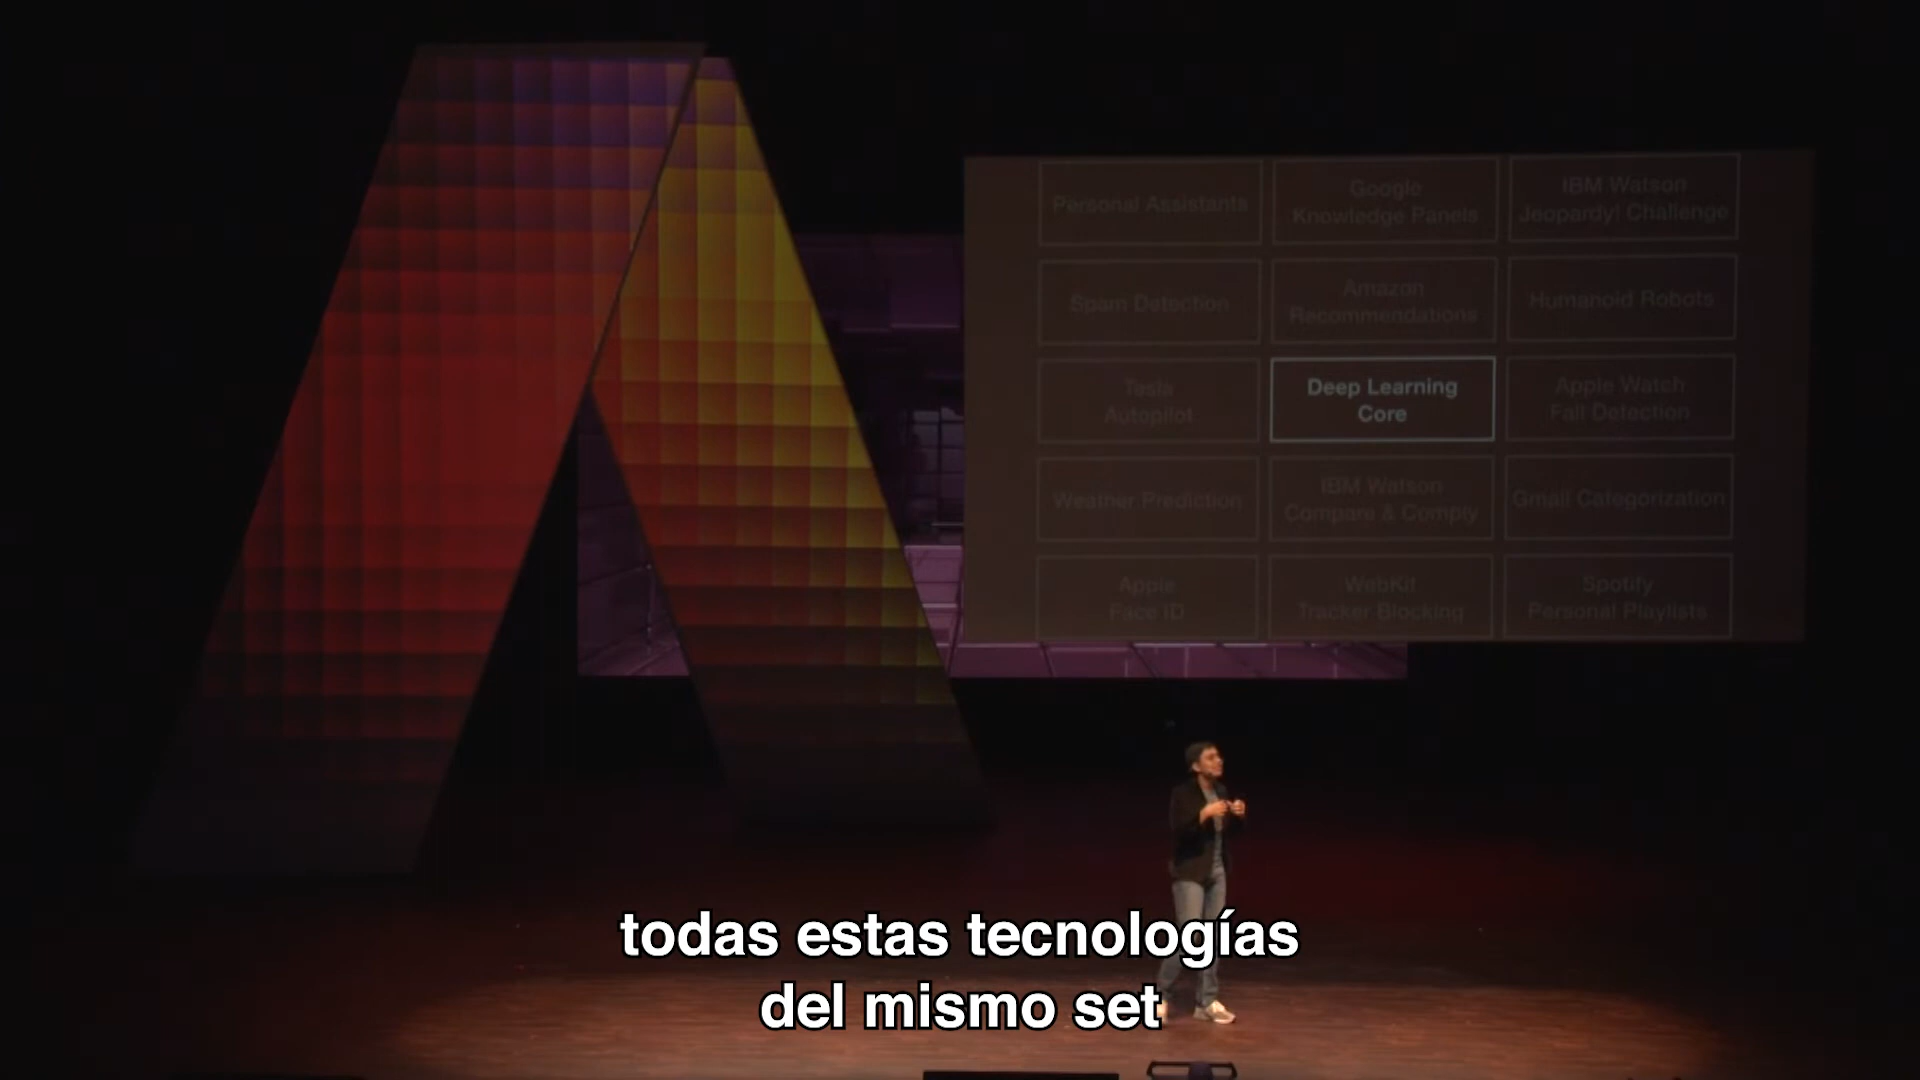 Personal Assistants
Google
Knowledge Panels
IBM Watson
Jeopardy! Challenge
Spam Detection
Amazon
Recommendations
Humanoid Robots
Tesla
Autopilot
Deep Learning
Core
Apple Watch
Fall Detection
Weather Prediction
IBM Watson
Compare & Comply
Gmail Categorization
Apple
Face ID
WebKit
Tracker Blocking
Spotify
Personal Playlists
todas estas tecnologías
del mismo set